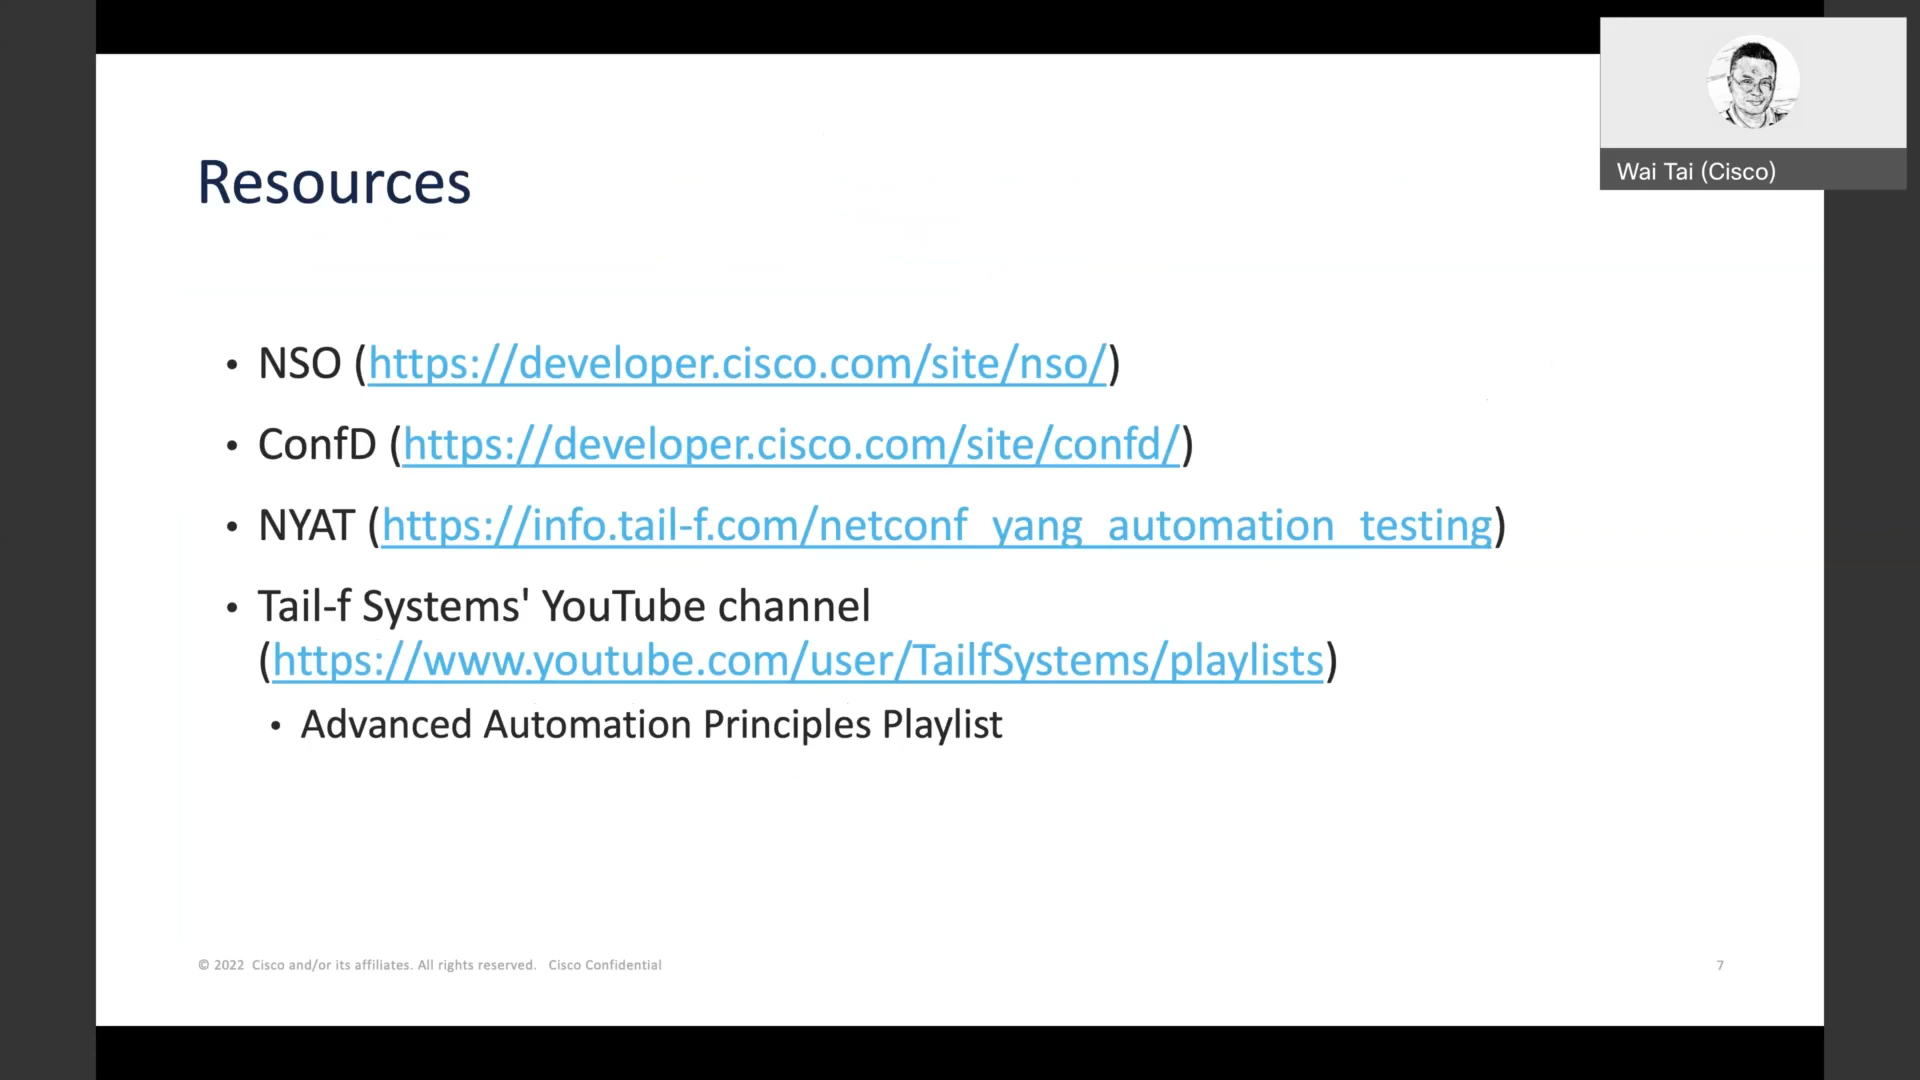 Wai Tai (Cisco)
Resources
• NSO (https://developer.cisco.com/site/nso/)
• ConfD (https://developer.cisco.com/site/confd/)
• NYAT (https://info.tail-f.com/netconf_yang_automation_testing)
• Tail-f Systems' YouTube channel
(https://www.youtube.com/user/TailfSystems/playlists)
• Advanced Automation Principles Playlist
© 2022 Cisco and/or its affiliates. All rights reserved. Cisco Confidential
7